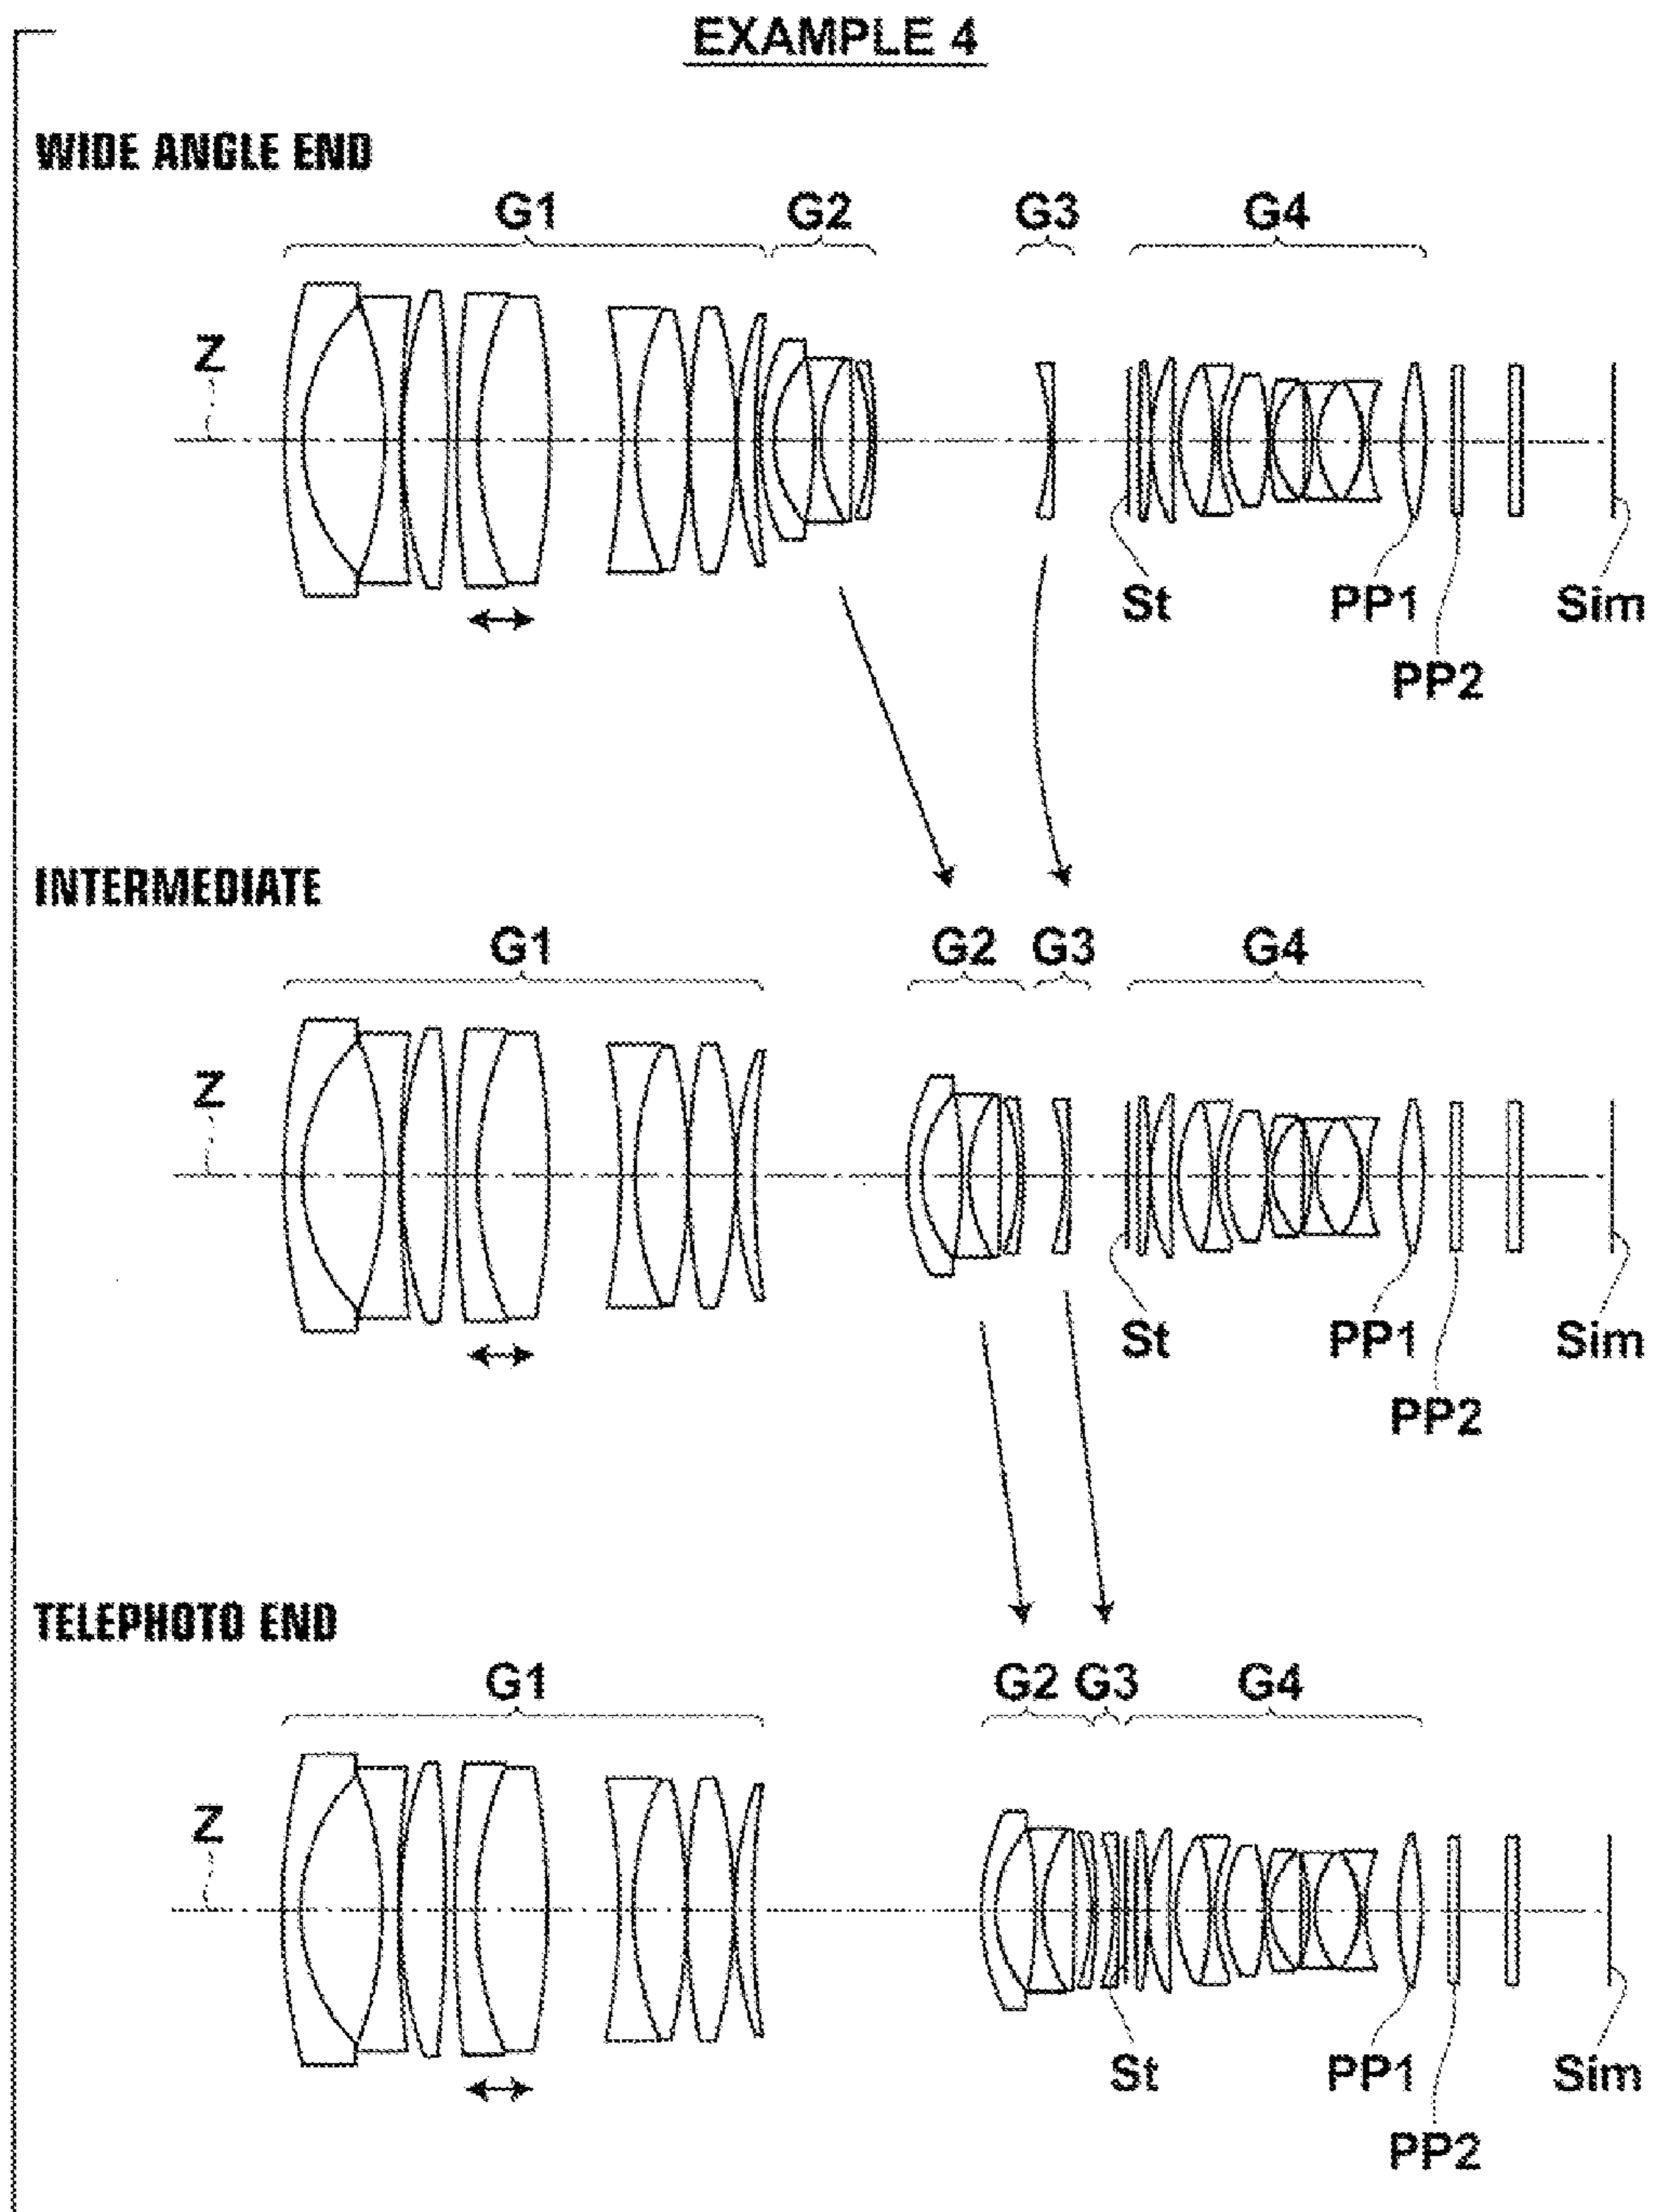 EXAMPLE 4
WIDE ANGLE END
G1 G2 G3 G4
Z
St PP1 Sim
PP2
INTERMEDIATE
G1 G2 G3 G4
Z
St PP1 Sim
PP2
TELEPHOTO END
G1 G2 G3 G4
Z
St PP1 Sim
PP2